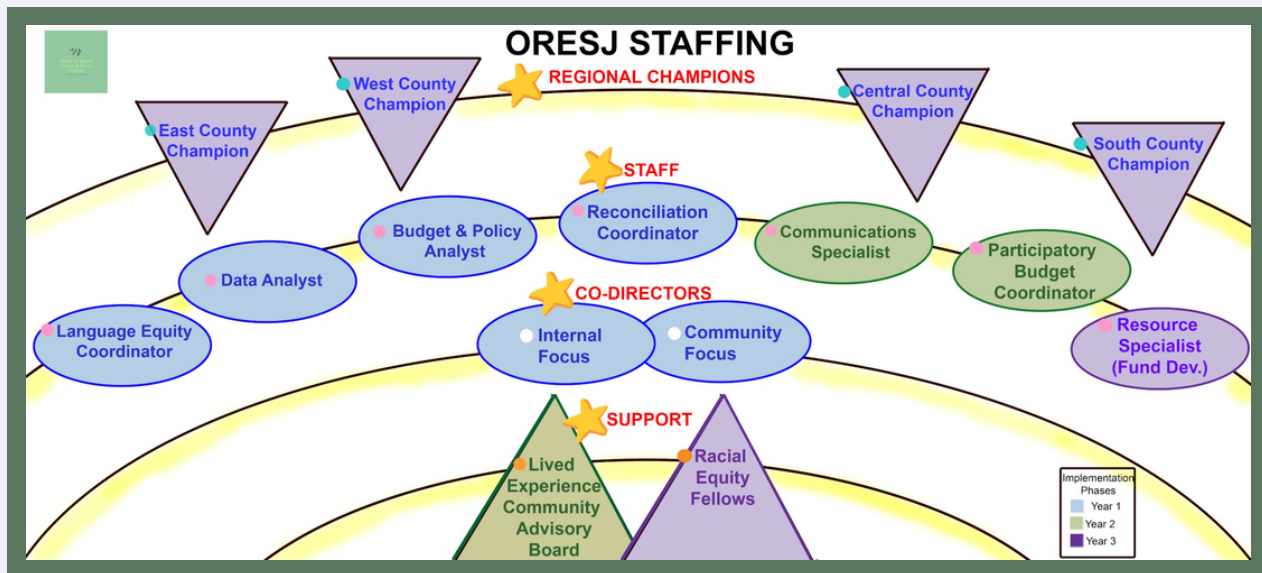 ORESJ STAFFING
REGIONAL CHAMPIONS
East County
Champion
West County
Champion
Central County
Champion
South County
Champion
STAFF
Language Equity
Coordinator
Data Analyst
Budget & Policy
Analyst
Reconciliation
Coordinator
Communications
Specialist
Participatory
Budget
Coordinator
Resource
Specialist
(Fund Dev.)
CO-DIRECTORS
Internal
Focus
Community
Focus
SUPPORT
Lived
Experience
Community
Advisory
Board
Racial
Equity
Fellows
Implementation
Phases
Year 1
Year 2
Year 3